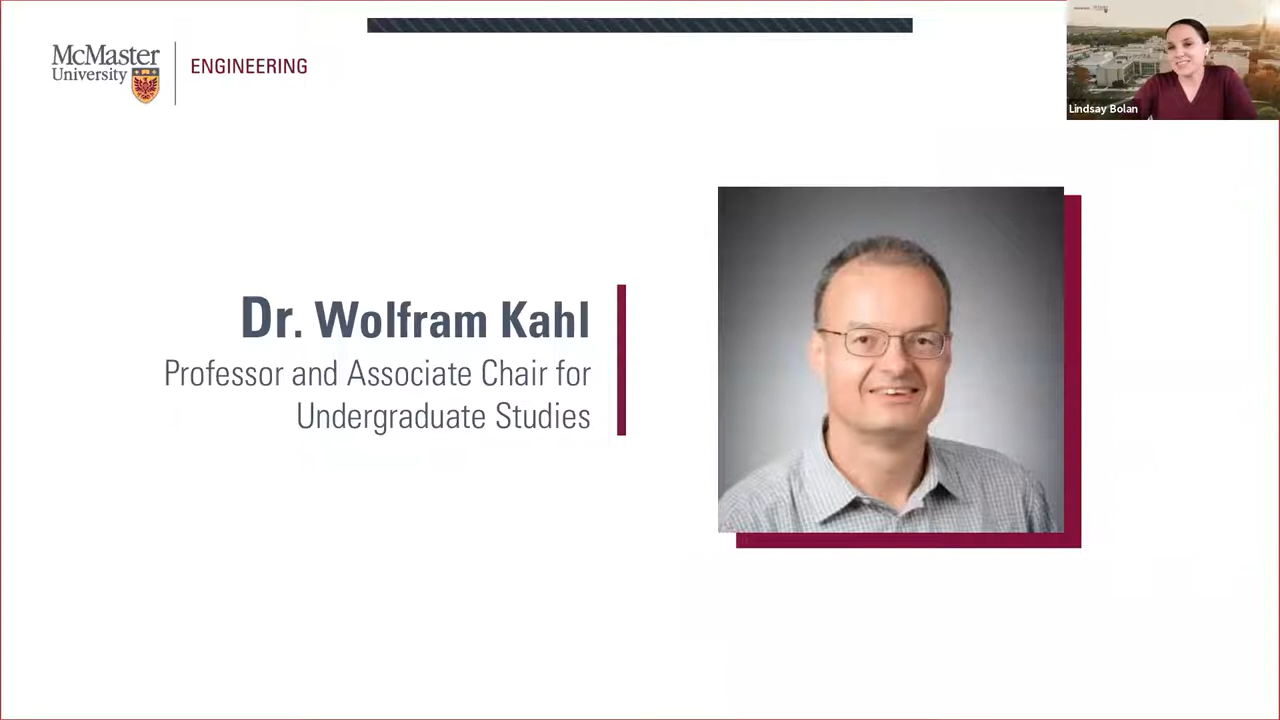 McMaster
University
ENGINEERING
Lindsay Bolan
Dr. Wolfram Kahl
Professor and Associate Chair for
Undergraduate Studies